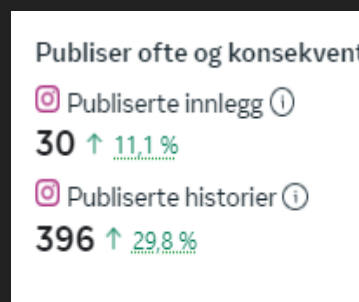 Publiser ofte og konsekvent
Publiserte innlegg
30 ↑ 11,1 %
Publiserte historier
396 ↑ 29,8 %